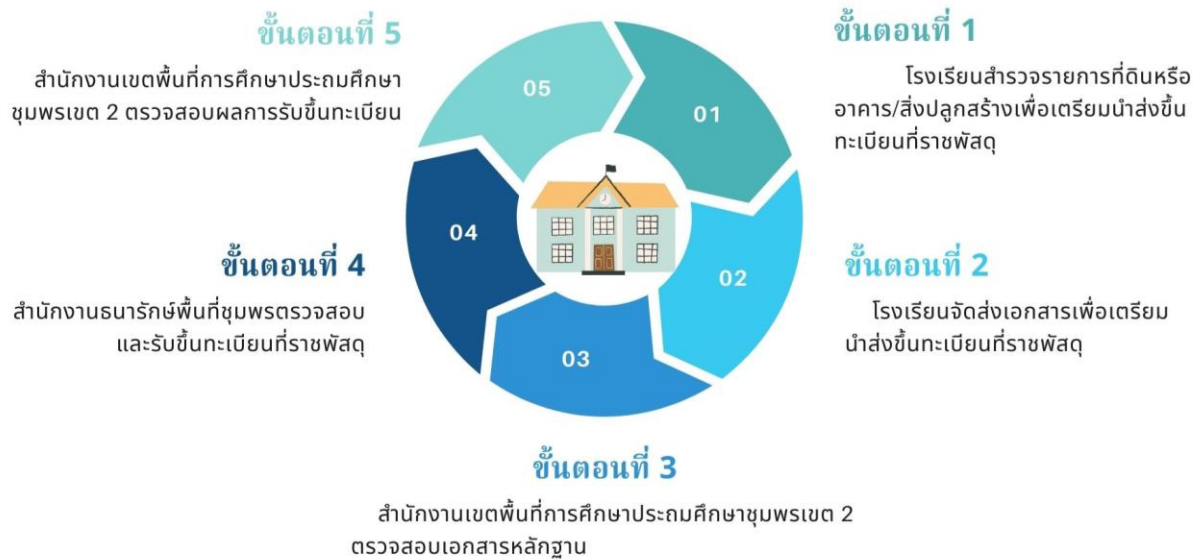 ขั้นตอนที่ 1
โรงเรียนสำรวจรายการที่ดินหรือ
อาคาร/สิ่งปลูกสร้างเพื่อเตรียมนำส่งขึ้น
ทะเบียนที่ราชพัสดุ
01
ขั้นตอนที่ 2
โรงเรียนจัดส่งเอกสารเพื่อเตรียม
นำส่งขึ้นทะเบียนที่ราชพัสดุ
02
ขั้นตอนที่ 3
สำนักงานเขตพื้นที่การศึกษาประถมศึกษาชุมพรเขต 2
ตรวจสอบเอกสารหลักฐาน
03
ขั้นตอนที่ 4
สำนักงานธนารักษ์พื้นที่ชุมพรตรวจสอบ
และรับขึ้นทะเบียนที่ราชพัสดุ
04
ขั้นตอนที่ 5
สำนักงานเขตพื้นที่การศึกษาประถมศึกษา
ชุมพรเขต 2 ตรวจสอบผลการรับขึ้นทะเบียน
05